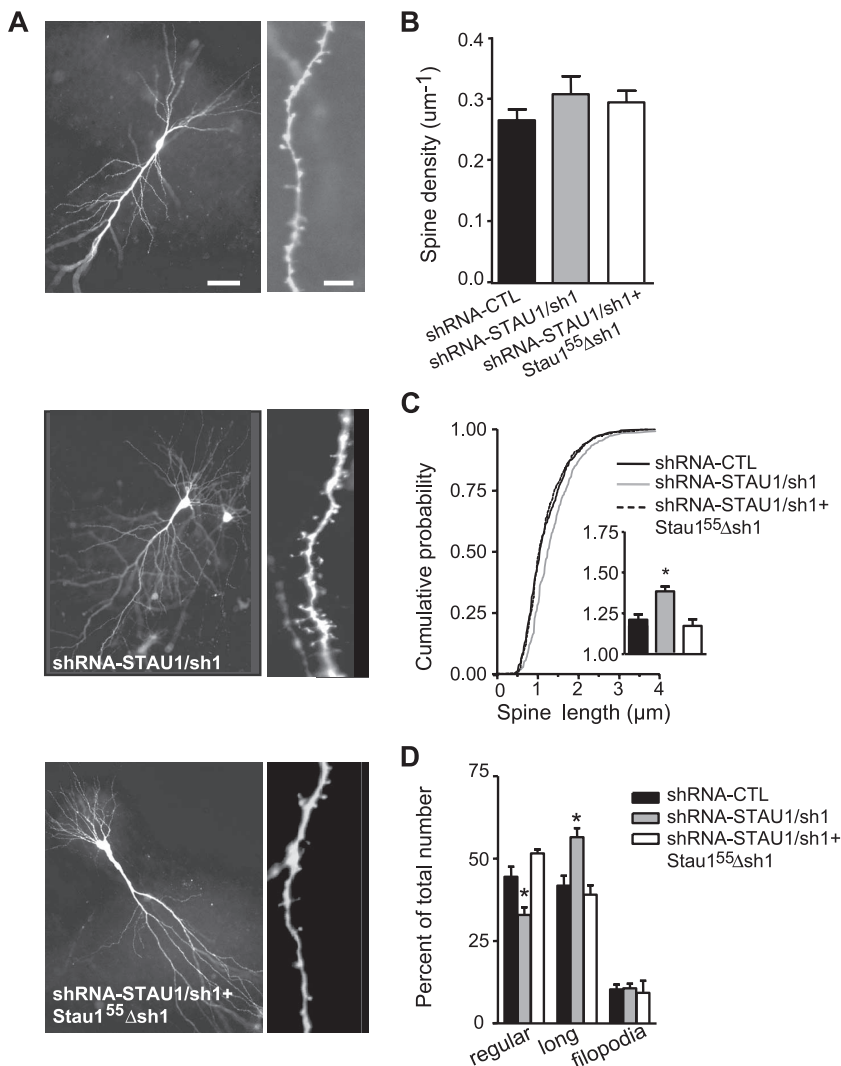 A
shRNA-STAU1/sh1
shRNA-STAU1/sh1+
Stau1⁵⁵Δsh1
B
Spine density (um-1)
0.4
0.3
0.2
0.1
0.0
shRNA-CTL
shRNA-STAU1/sh1
shRNA-STAU1/sh1+
Stau1⁵⁵Δsh1
C
Cumulative probability
1.00
0.75
0.50
0.25
0.00
0 1 2 3 4
Spine length (μm)
shRNA-CTL
shRNA-STAU1/sh1
shRNA-STAU1/sh1+
Stau1⁵⁵Δsh1
1.75
1.50
1.25
1.00
*
D
Percent of total number
75
50
25
0
*
*
regular long filopodia
shRNA-CTL
shRNA-STAU1/sh1
shRNA-STAU1/sh1+
Stau1⁵⁵Δsh1